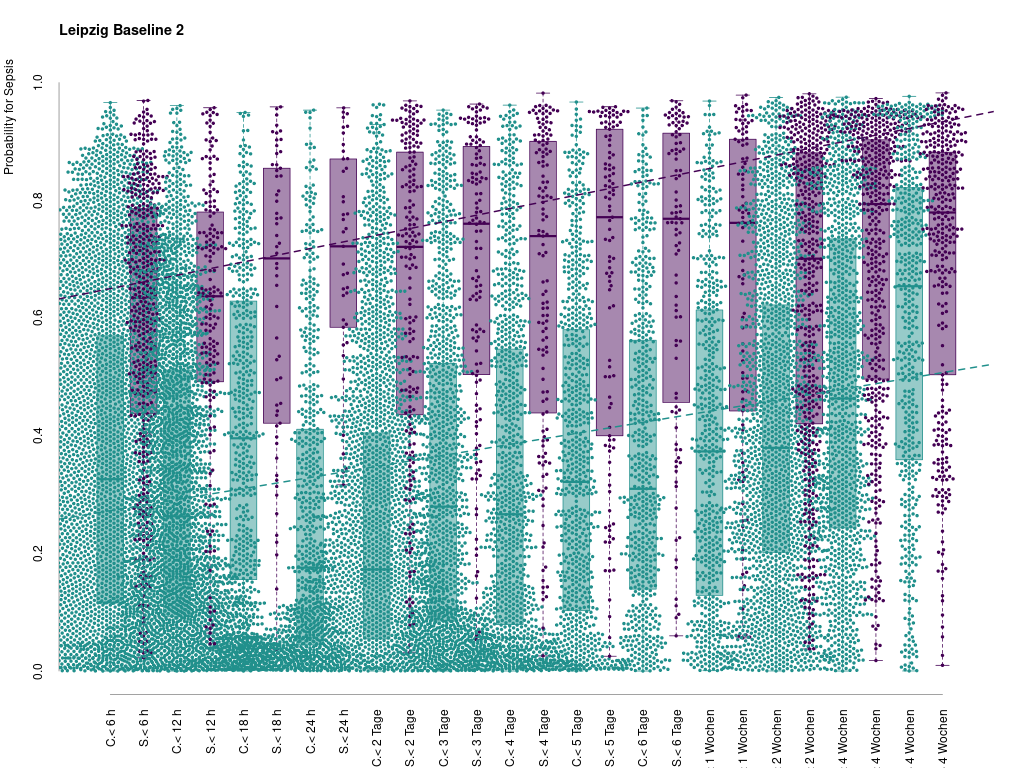 Leipzig Baseline 2
Probability for Sepsis
1.0
0.8
0.6
0.4
0.2
0.0
C.< 6 h
S.< 6 h
C.< 12 h
S.< 12 h
C.< 18 h
S.< 18 h
C.< 24 h
S.< 24 h
C.< 2 Tage
S.< 2 Tage
C.< 3 Tage
S.< 3 Tage
C.< 4 Tage
S.< 4 Tage
C.< 5 Tage
S.< 5 Tage
C.< 6 Tage
S.< 6 Tage
1 Wochen
1 Wochen
2 Wochen
2 Wochen
4 Wochen
4 Wochen
4 Wochen
4 Wochen